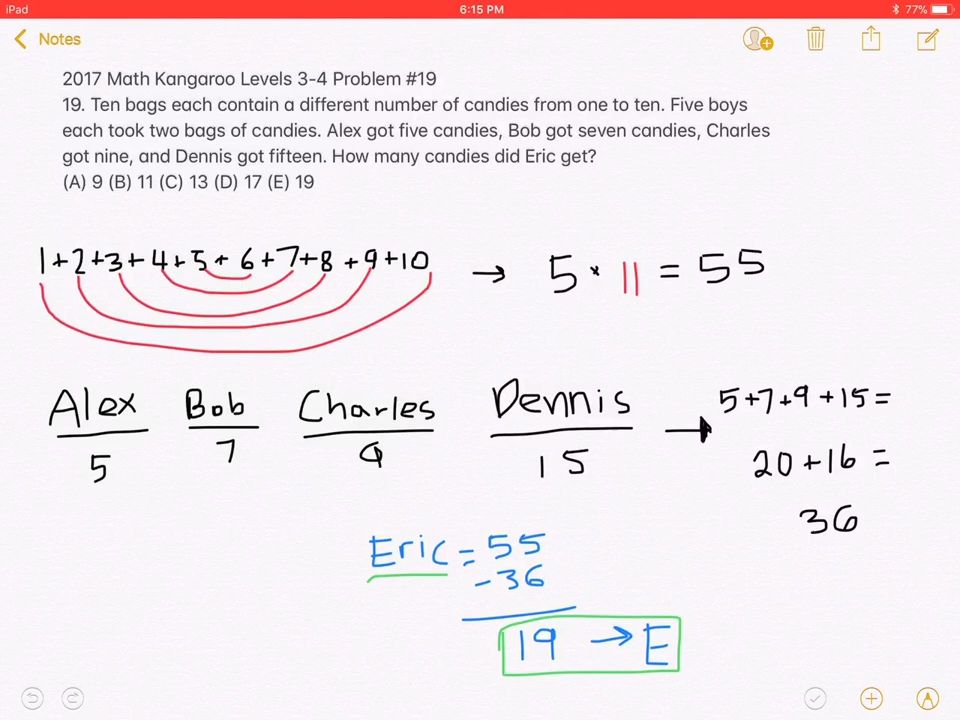 iPad 6:15 PM 77%
Notes
2017 Math Kangaroo Levels 3-4 Problem #19
19. Ten bags each contain a different number of candies from one to ten. Five boys
each took two bags of candies. Alex got five candies, Bob got seven candies, Charles
got nine, and Dennis got fifteen. How many candies did Eric get?
(A) 9 (B) 11 (C) 13 (D) 17 (E) 19
1+2+3+4+5+6+7+8+9+10 → 5 * 11 = 55
Alex Bob Charles Dennis → 5+7+9+15=
5 7 9 15 20+16=
36
Eric = 55
-36
19 → E